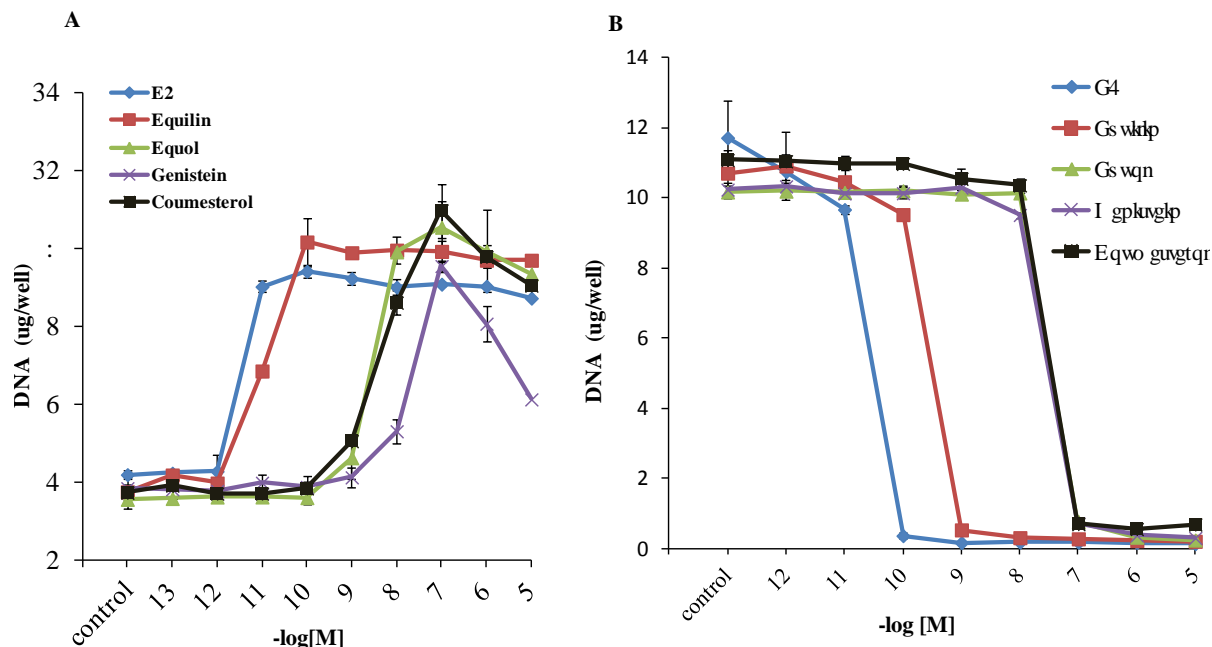 A
34
32
:
8
6
4
2
DNA (ug/well)
E2
Equilin
Equol
Genistein
Coumesterol
control 13 12 11 10 9 8 7 6 5
-log[M]
B
14
12
10
8
6
4
2
0
DNA (ug/well)
G4
Gs wknkp
Gs wqn
I gpkuvgkp
Eqwo guvgtqn
control 12 11 10 9 8 7 6 5
-log [M]